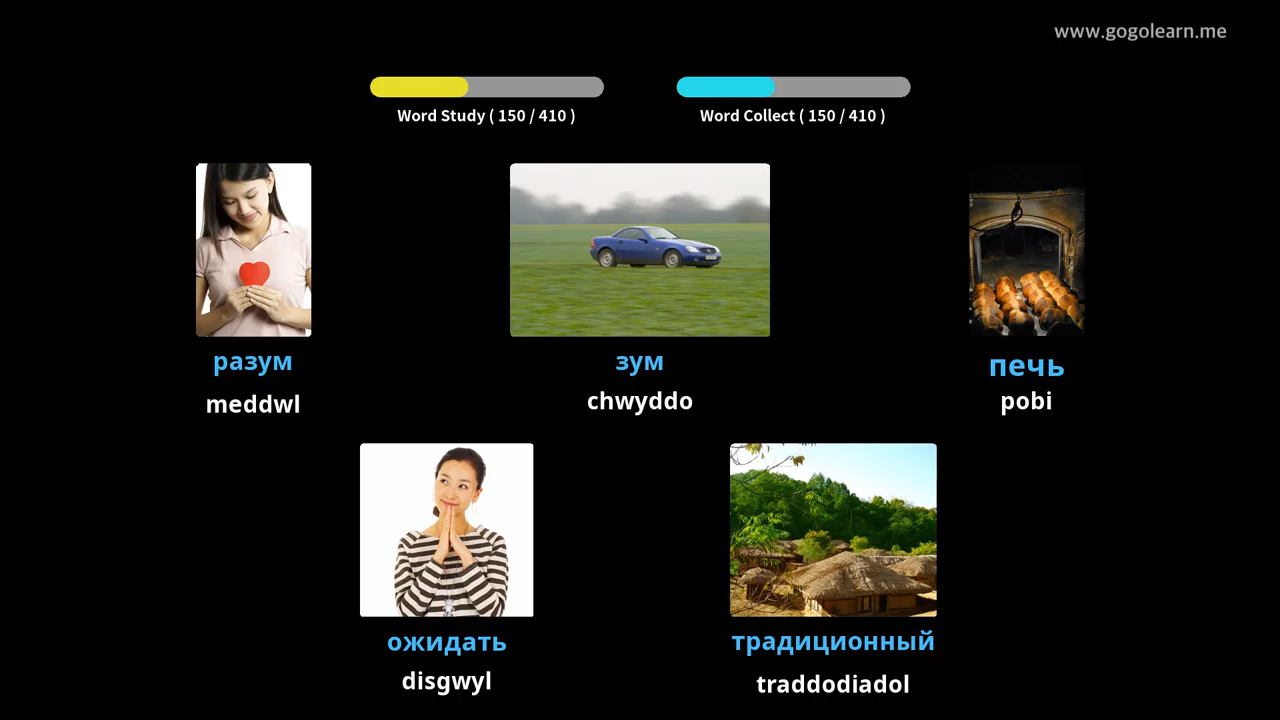 www.gogolearn.me
Word Study ( 150 / 410 )
Word Collect ( 150 / 410 )
разум
meddwl
зум
chwyddo
печь
pobi
ожидать
disgwyl
традиционный
traddodiadol